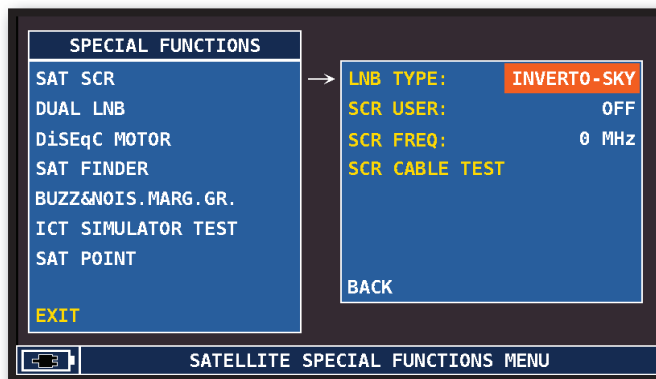 SPECIAL FUNCTIONS
SAT SCR
DUAL LNB
DiSEqC MOTOR
SAT FINDER
BUZZ&NOIS.MARG.GR.
ICT SIMULATOR TEST
SAT POINT
EXIT
LNB TYPE: INVERTO-SKY
SCR USER: OFF
SCR FREQ: 0 MHz
SCR CABLE TEST
BACK
SATELLITE SPECIAL FUNCTIONS MENU